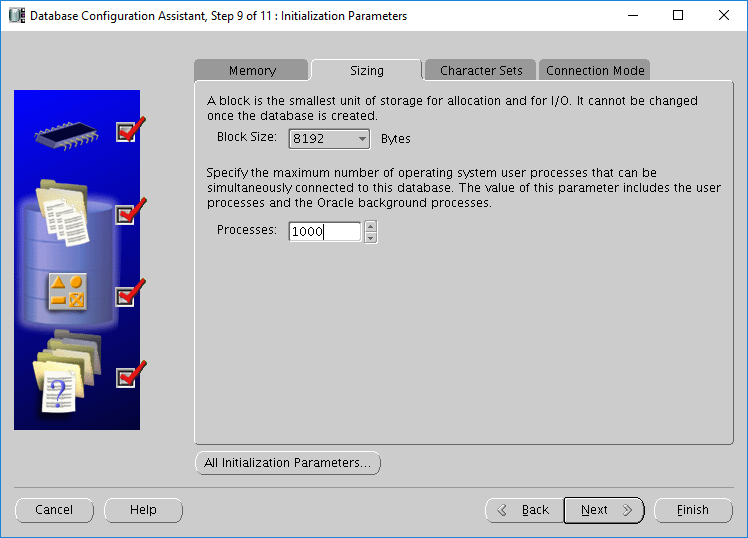 Database Configuration Assistant, Step 9 of 11 : Initialization Parameters
Memory
Sizing
Character Sets
Connection Mode
A block is the smallest unit of storage for allocation and for I/O. It cannot be changed
once the database is created.
Block Size: 8192 Bytes
Specify the maximum number of operating system user processes that can be
simultaneously connected to this database. The value of this parameter includes the user
processes and the Oracle background processes.
Processes: 1000
?
All Initialization Parameters...
Cancel
Help
Back
Next
Finish